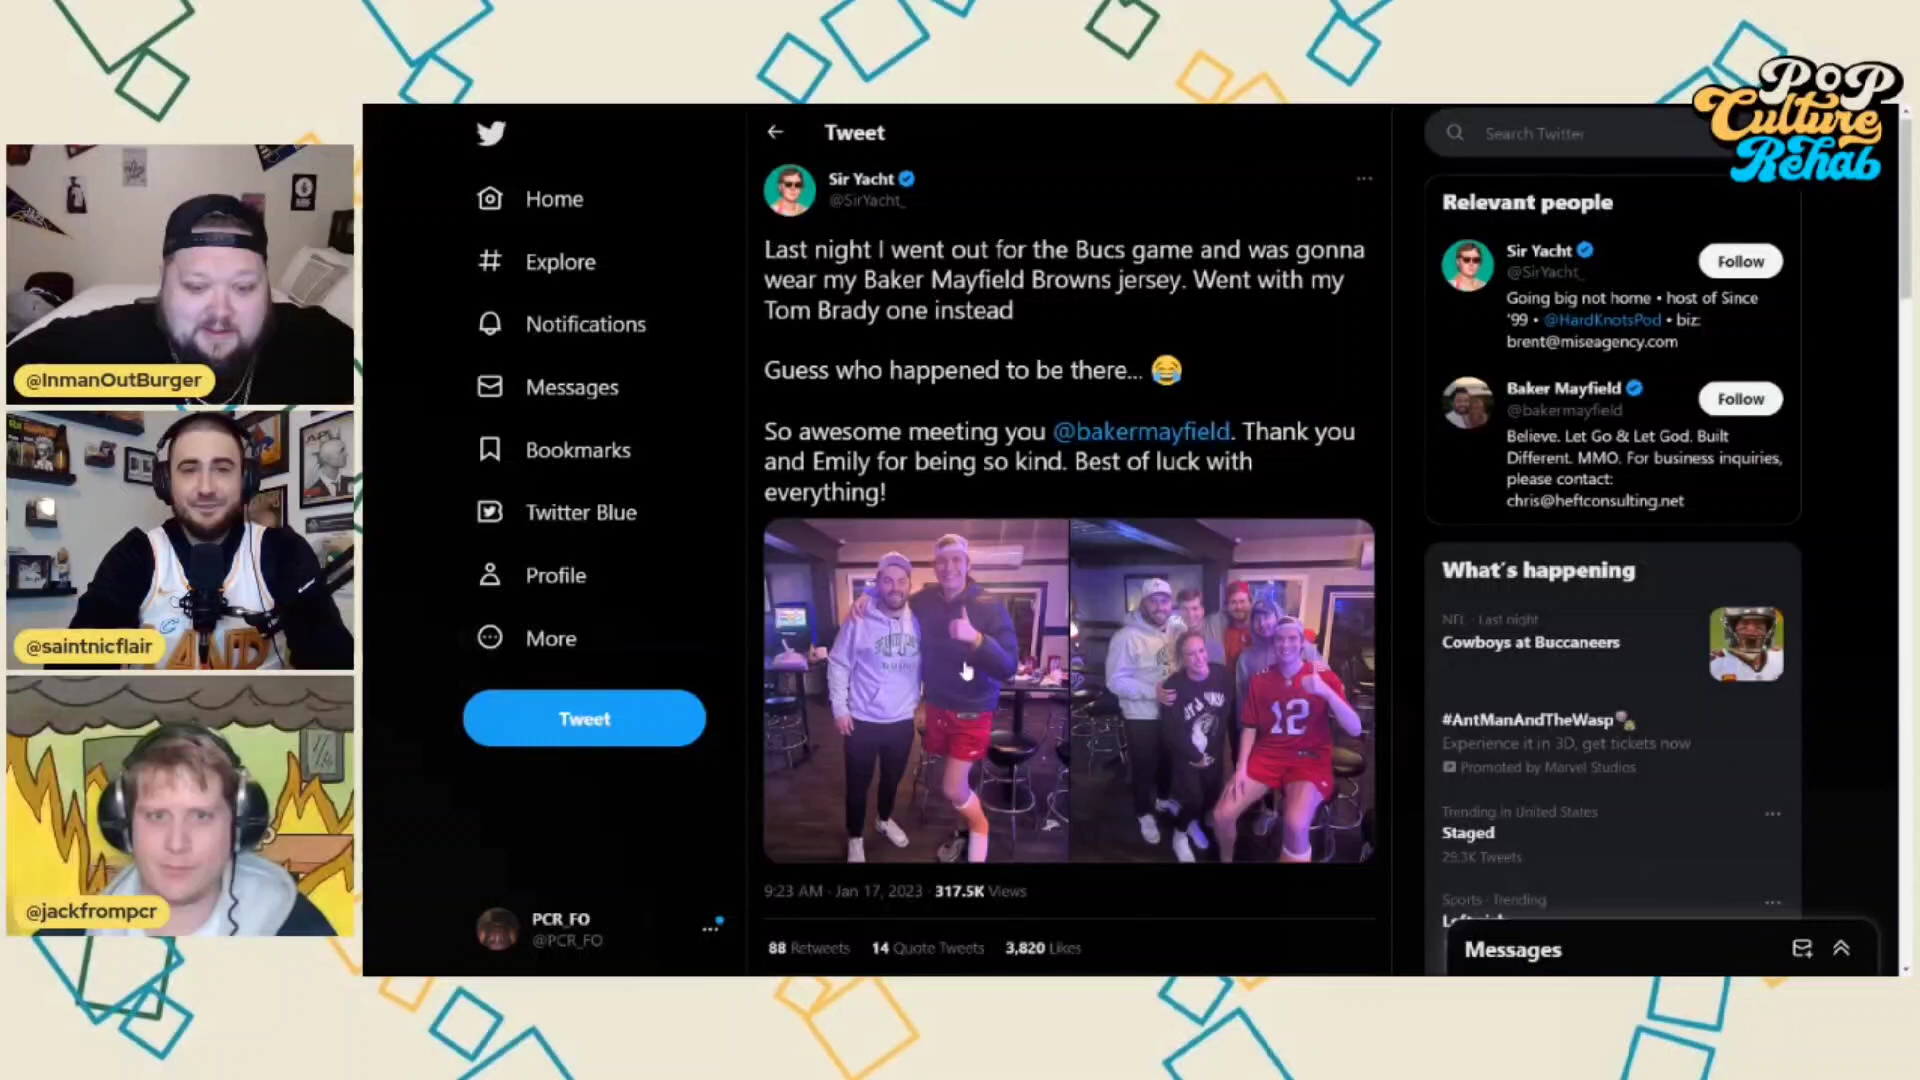 Pop
Culture
Rehab
@InmanOutBurger
@saintnicflair
@jackfrompcr
Home
Explore
Notifications
Messages
Bookmarks
Twitter Blue
Profile
More
Tweet
PCR_FO
@PCR_FO
Tweet
Sir Yacht
@SirYacht_
Last night I went out for the Bucs game and was gonna
wear my Baker Mayfield Browns jersey. Went with my
Tom Brady one instead
Guess who happened to be there... 😂
So awesome meeting you @bakermayfield. Thank you
and Emily for being so kind. Best of luck with
everything!
12
9:23 AM · Jan 17, 2023 · 317.5K Views
88 Retweets 14 Quote Tweets 3,820 Likes
Search Twitter
Relevant people
Sir Yacht
@SirYacht_
Follow
Going big not home • host of Since
'99 • @HardKnotsPod • biz:
brent@miseagency.com
Baker Mayfield
@bakermayfield
Follow
Believe. Let Go & Let God. Built
Different. MMO. For business inquiries,
please contact:
chris@heftconsulting.net
What's happening
NFL · Last night
Cowboys at Buccaneers
#AntManAndTheWasp
Experience it in 3D, get tickets now
Promoted by Marvel Studios
Trending in United States
Staged
29.3K Tweets
Sports · Trending
Messages